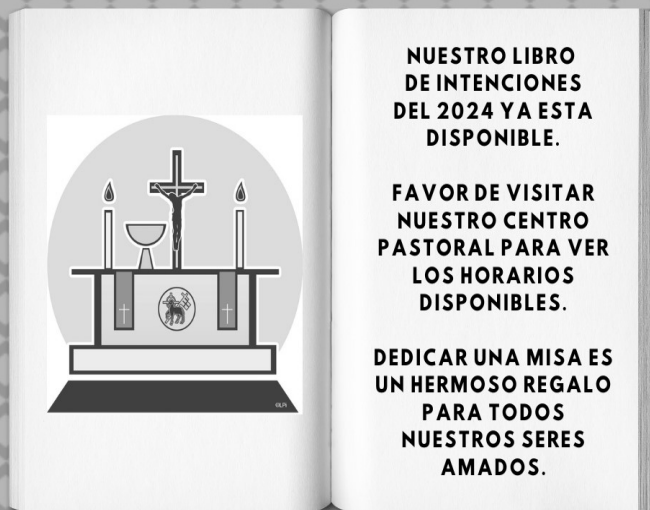 NUESTRO LIBRO
DE INTENCIONES
DEL 2024 YA ESTA
DISPONIBLE.
FAVOR DE VISITAR
NUESTRO CENTRO
PASTORAL PARA VER
LOS HORARIOS
DISPONIBLES.
DEDICAR UNA MISA ES
UN HERMOSO REGALO
PARA TODOS
NUESTROS SERES
AMADOS.